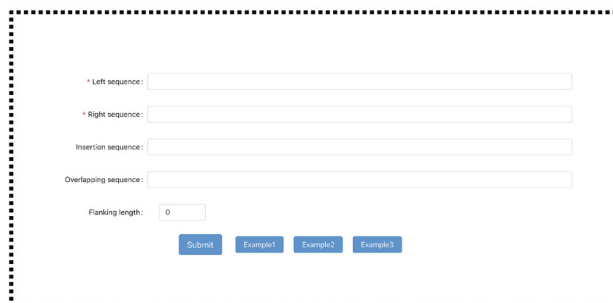 * Left sequence:
* Right sequence:
Insertion sequence:
Overlapping sequence:
Flanking length: 0
Submit Example1 Example2 Example3